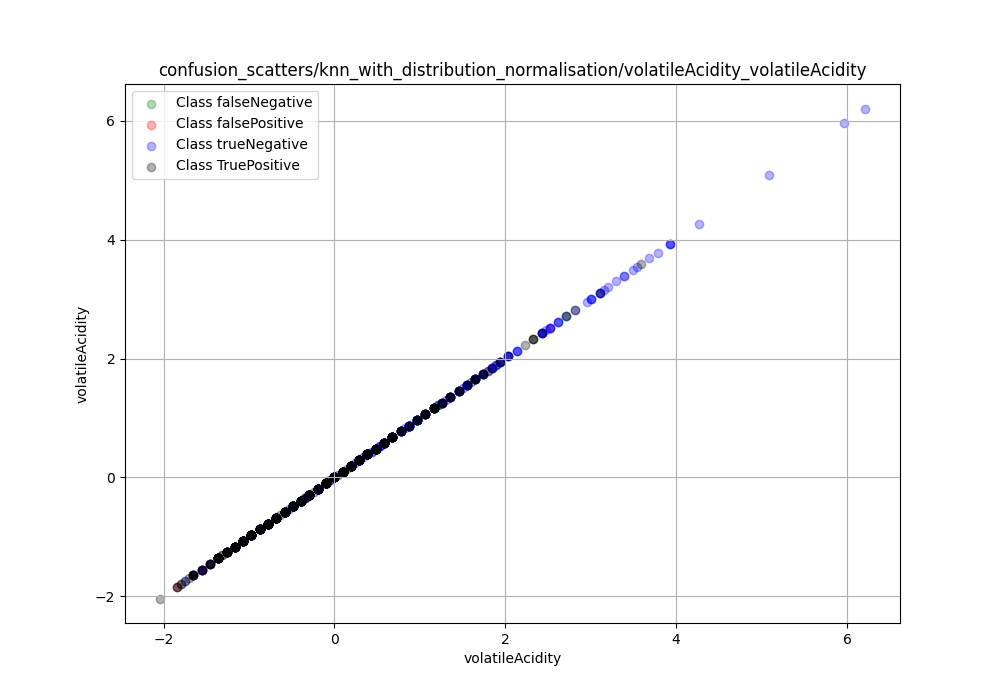 confusion_scatters/knn_with_distribution_normalisation/volatileAcidity_volatileAcidity
Class falseNegative
Class falsePositive
Class trueNegative
Class TruePositive
6
4
2
0
−2
volatileAcidity
−2
0
2
4
6
volatileAcidity